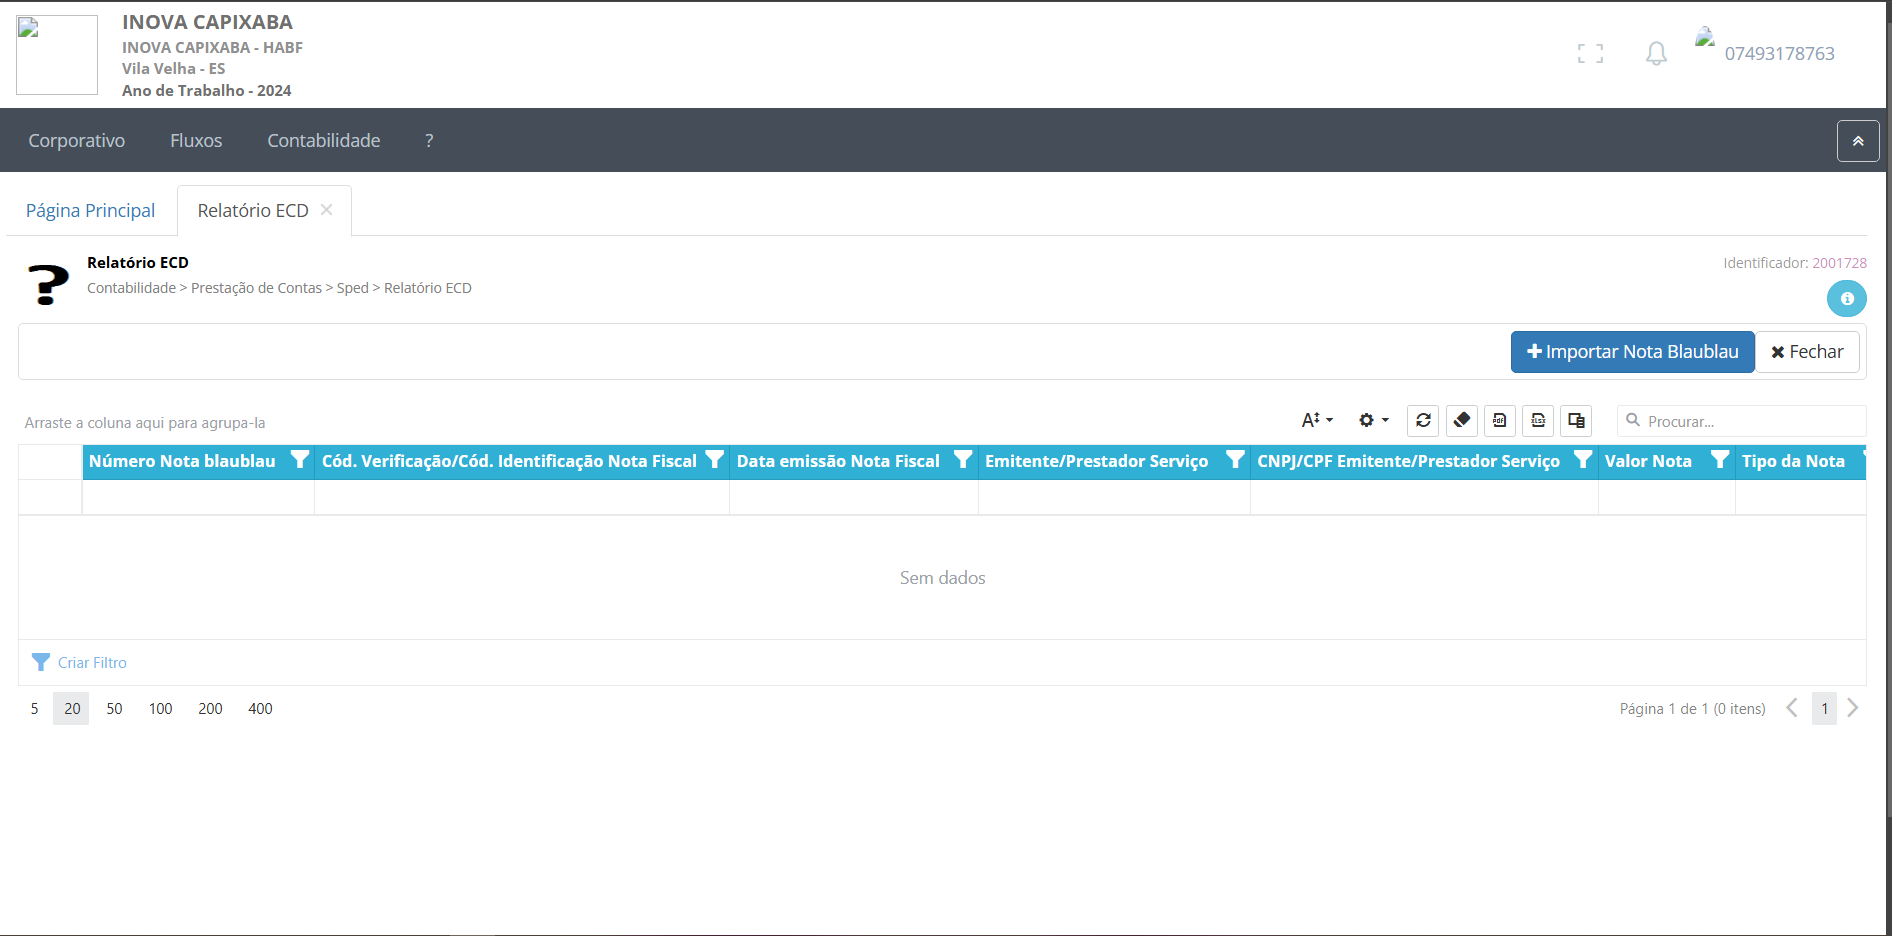 INOVA CAPIXABA
INOVA CAPIXABA - HABF
Vila Velha - ES
Ano de Trabalho - 2024
07493178763
Corporativo Fluxos Contabilidade ?
Página Principal Relatório ECD
Relatório ECD
Contabilidade > Prestação de Contas > Sped > Relatório ECD
Identificador: 2001728
Importar Nota Blaublau Fechar
Arraste a coluna aqui para agrupa-la
A
PDF
XLSX
Procurar...
Número Nota blaublau Cód. Verificação/Cód. Identificação Nota Fiscal Data emissão Nota Fiscal Emitente/Prestador Serviço CNPJ/CPF Emitente/Prestador Serviço Valor Nota Tipo da Nota
Sem dados
Criar Filtro
5 20 50 100 200 400
Página 1 de 1 (0 itens) 1